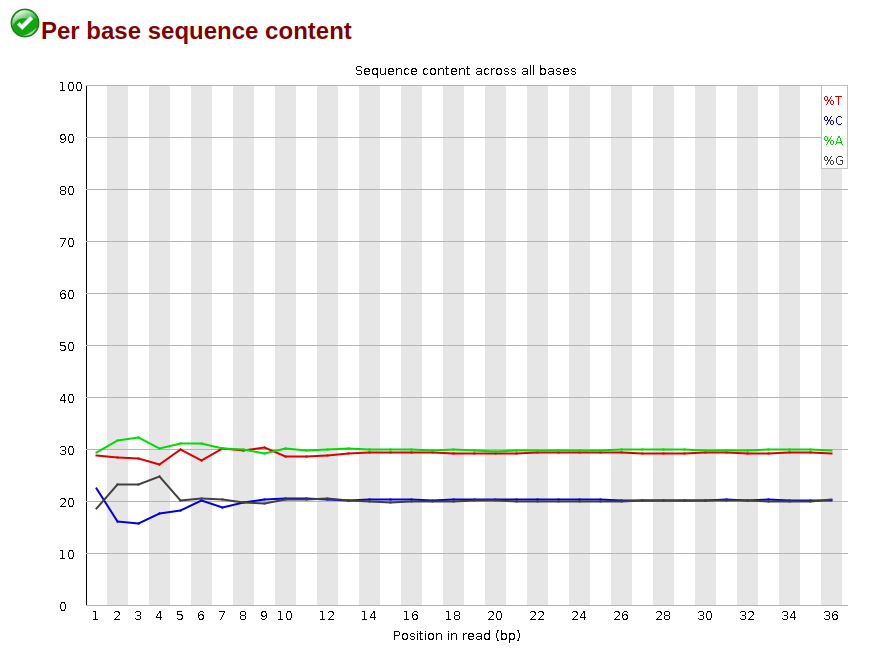 Per base sequence content
Sequence content across all bases
100
90
80
70
60
50
40
30
20
10
0
%T
%C
%A
%G
1 2 3 4 5 6 7 8 9 10 12 14 16 18 20 22 24 26 28 30 32 34 36
Position in read (bp)